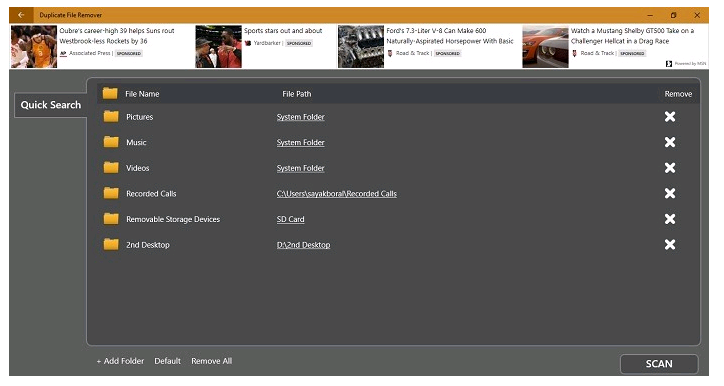 Duplicate File Remover
Oubre's career-high 39 helps Suns rout
Westbrook-less Rockets by 36
AP Associated Press | SPONSORED
Sports stars out and about
Yardbarker | SPONSORED
Ford's 7.3-Liter V-8 Can Make 600
Naturally-Aspirated Horsepower With Basic
Road & Track | SPONSORED
Watch a Mustang Shelby GT500 Take on a
Challenger Hellcat in a Drag Race
Road & Track | SPONSORED
Powered by MSN
Quick Search
File Name File Path Remove
Pictures System Folder
Music System Folder
Videos System Folder
Recorded Calls C:\Users\sayakboral\Recorded Calls
Removable Storage Devices SD Card
2nd Desktop D:\2nd Desktop
+ Add Folder Default Remove All
SCAN